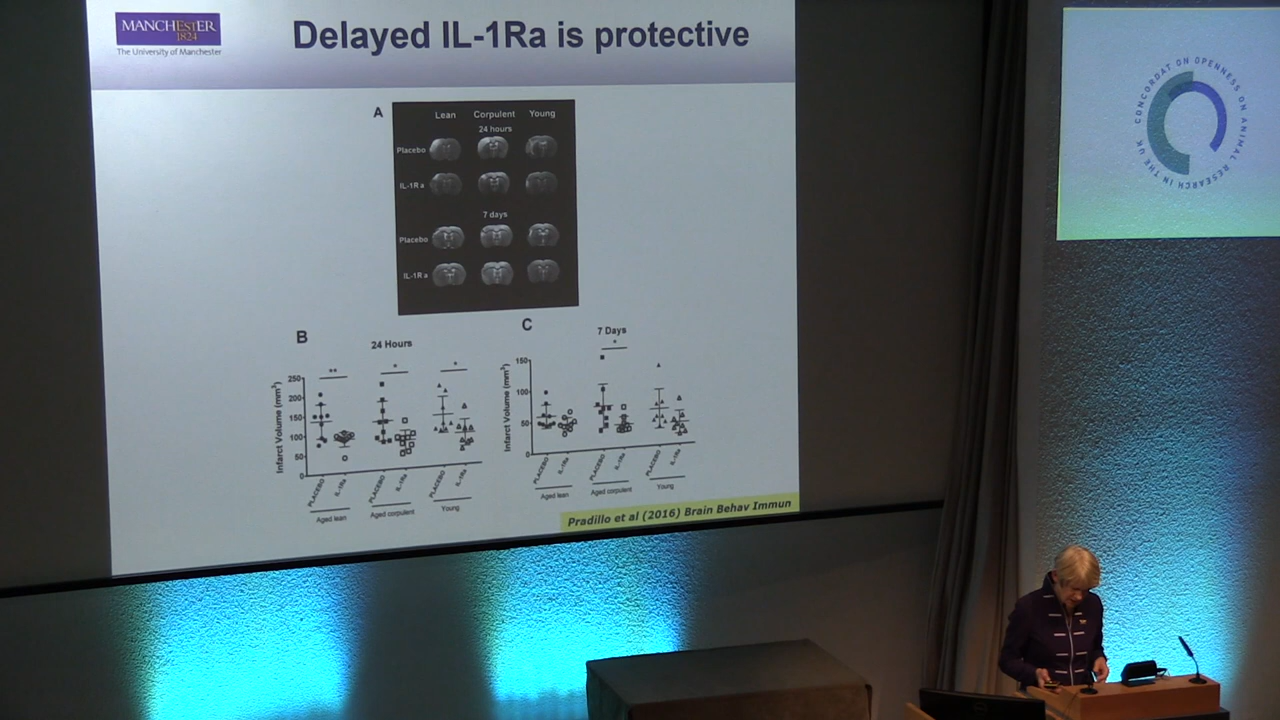 MANCHESTER
1824
The University of Manchester
Delayed IL-1Ra is protective
A
Lean Corpulent Young
24 hours
Placebo
IL-1R a
7 days
Placebo
IL-1R a
B
24 Hours
** * *
Infarct Volume (mm³)
250
200
150
100
50
0
PLACEBO IL-1Ra PLACEBO IL-1Ra PLACEBO IL-1Ra
Aged lean Aged corpulent Young
C
7 Days
*
Infarct Volume (mm³)
150
100
50
0
PLACEBO IL-1Ra PLACEBO IL-1Ra PLACEBO IL-1Ra
Aged lean Aged corpulent Young
Pradillo et al (2016) Brain Behav Immun
CONCORDAT ON OPENNESS ON ANIMAL RESEARCH IN THE UK